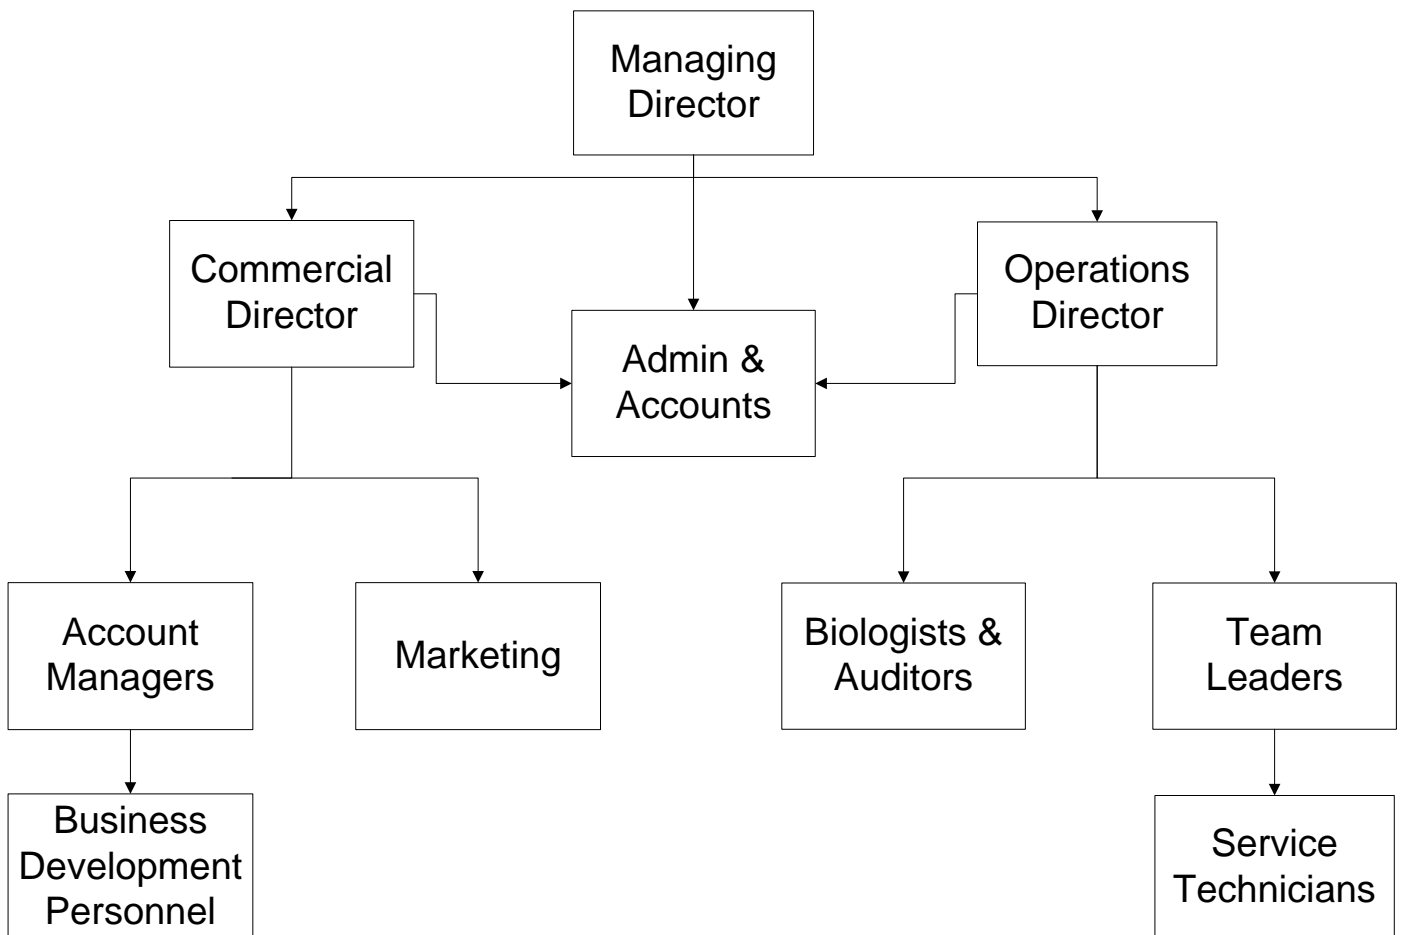 Managing
Director
Commercial
Director
Operations
Director
Admin &
Accounts
Account
Managers
Marketing
Biologists &
Auditors
Team
Leaders
Business
Development
Personnel
Service
Technicians